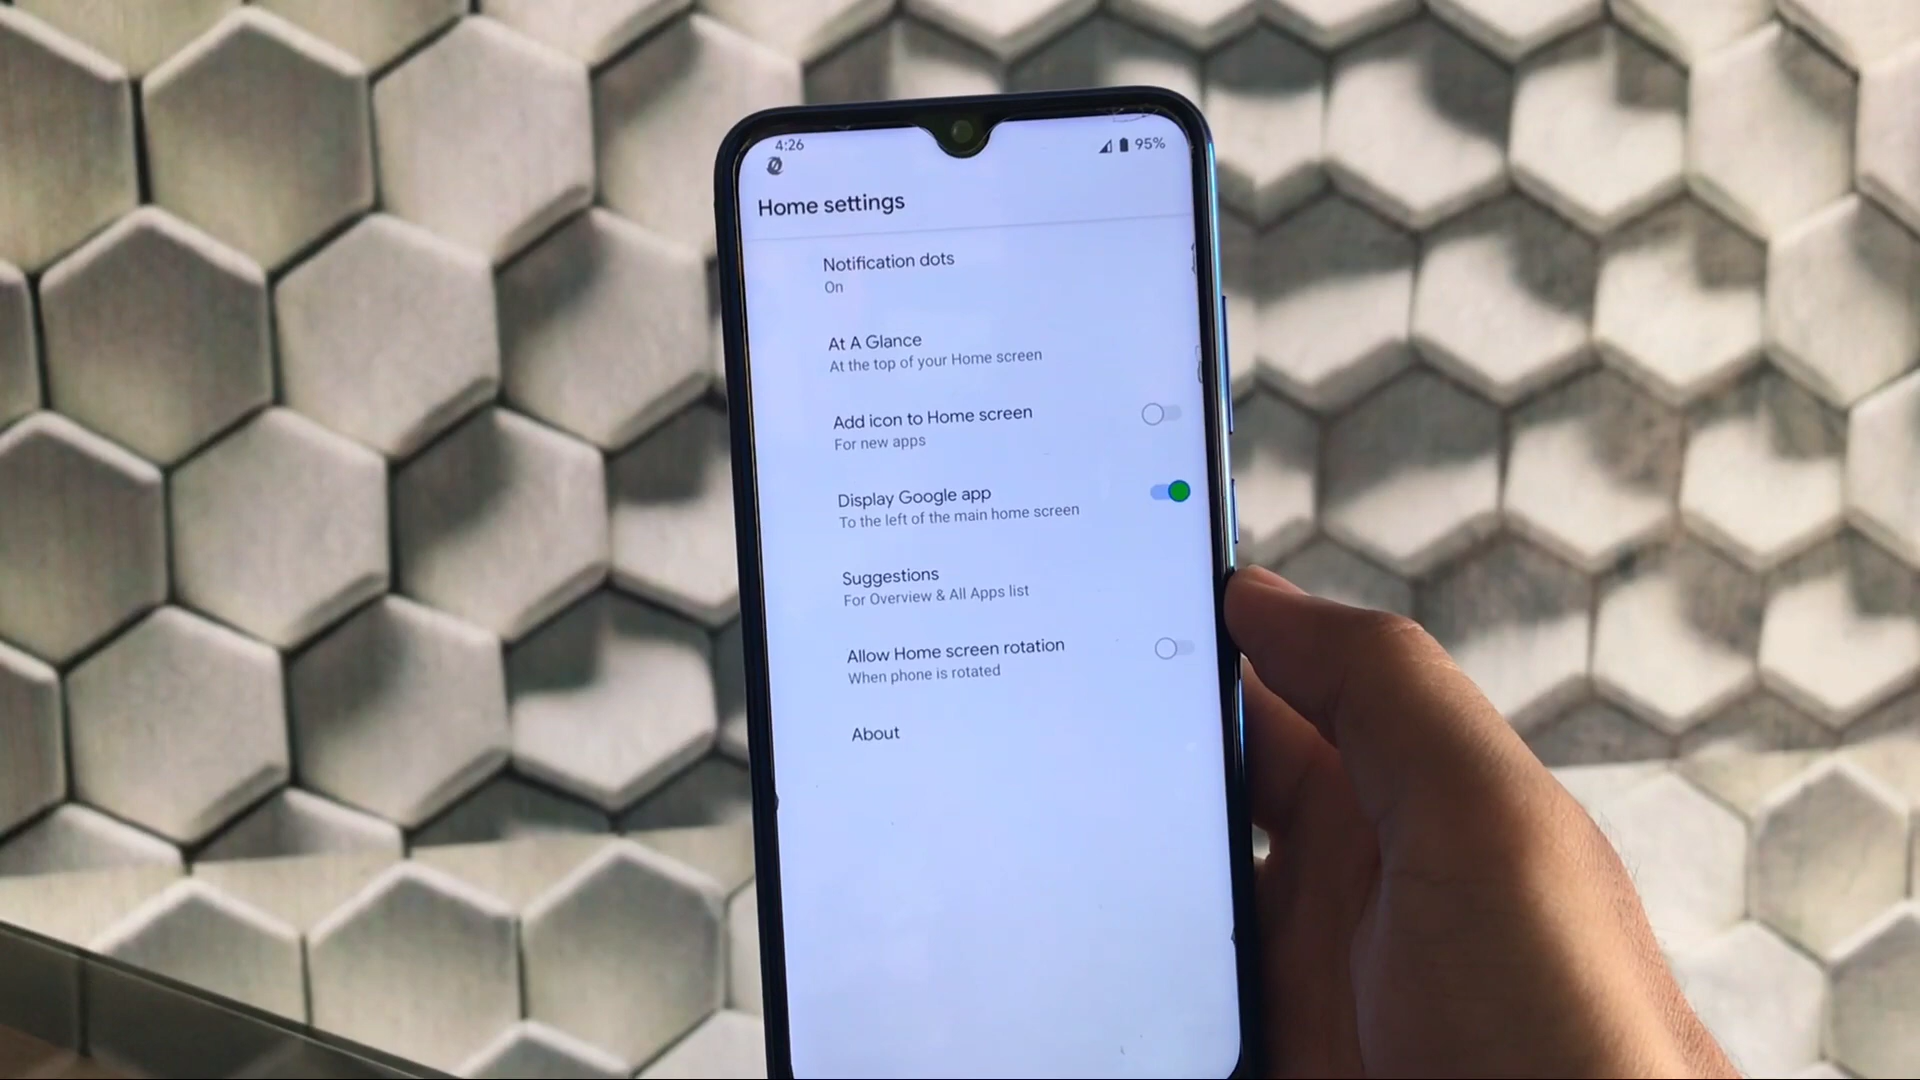 4:26
95%
Home settings
Notification dots
On
At A Glance
At the top of your Home screen
Add icon to Home screen
For new apps
Display Google app
To the left of the main home screen
Suggestions
For Overview & All Apps list
Allow Home screen rotation
When phone is rotated
About